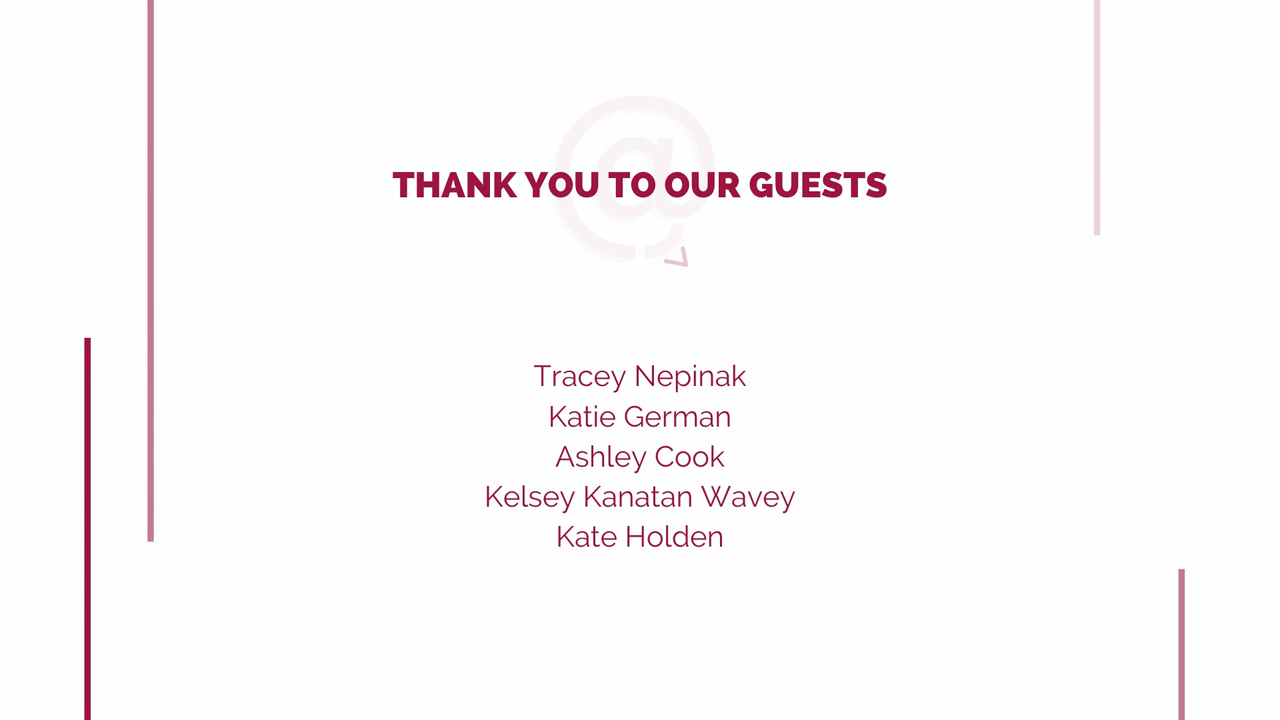 THANK YOU TO OUR GUESTS
Tracey Nepinak
Katie German
Ashley Cook
Kelsey Kanatan Wavey
Kate Holden